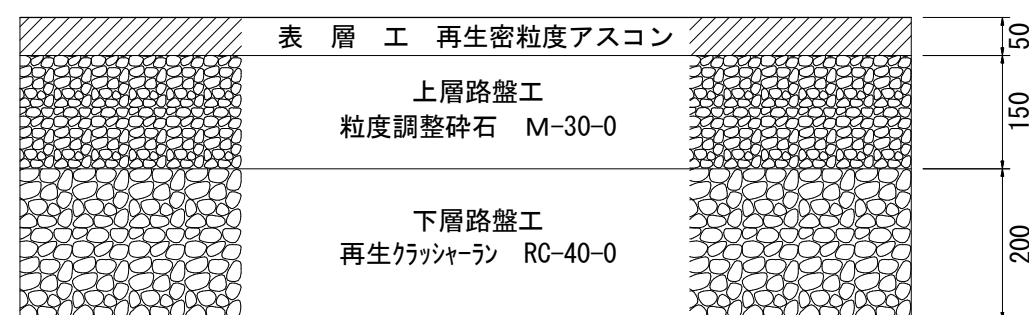 表　層　工　再生密粒度アスコン
50
上層路盤工
粒度調整砕石　M-30-0
150
下層路盤工
再生ｸﾗｯｼｬｰﾗﾝ　RC-40-0
200